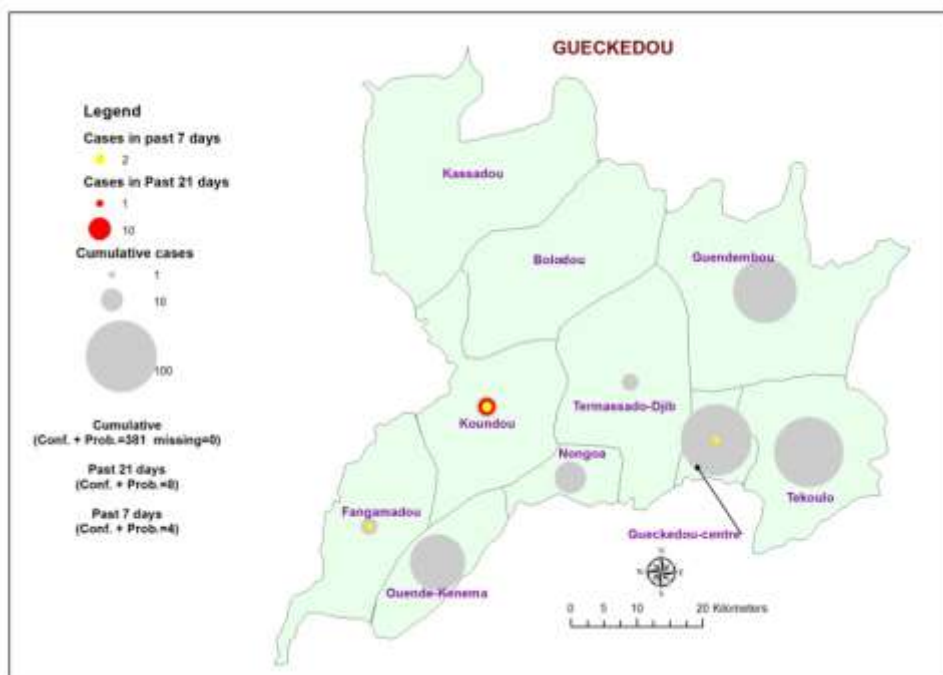 GUECKEDOU
Legend
Cases in past 7 days
2
Cases in Past 21 days
1
10
Cumulative cases
1
10
100
Cumulative
(Conf. + Prob.=381 missing=0)
Past 21 days
(Conf. + Prob.=8)
Past 7 days
(Conf. + Prob.=4)
Kassadou
Boladou
Guendembou
Termassado-Djib
Koundou
Nongoa
Tekoulo
Fangamadou
Gueckedou-centre
Ouende-Kenema
N
E
S
0 5 10 20 Kilometers